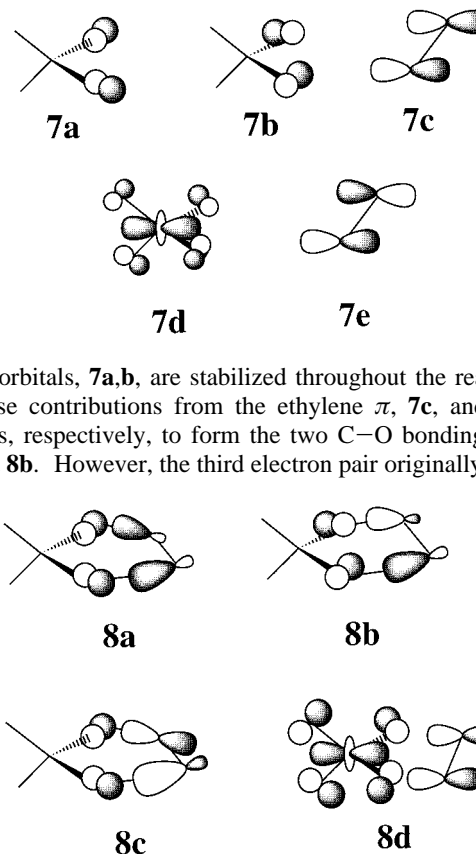 7a 7b 7c
7d 7e
orbitals, 7a,b, are stabilized throughout the re
se contributions from the ethylene π, 7c, and
s, respectively, to form the two C−O bonding
8b. However, the third electron pair originally
8a 8b
8c 8d